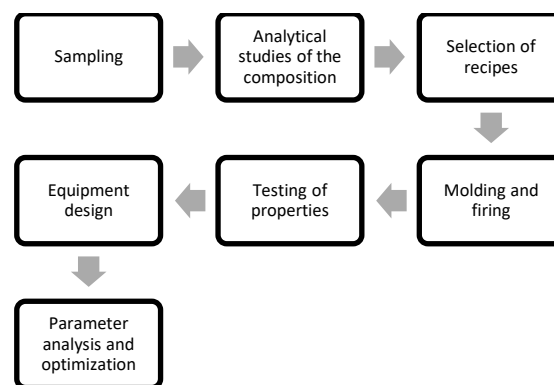 Sampling
Analytical
studies of the
composition
Selection of
recipes
Molding and
firing
Testing of
properties
Equipment
design
Parameter
analysis and
optimization